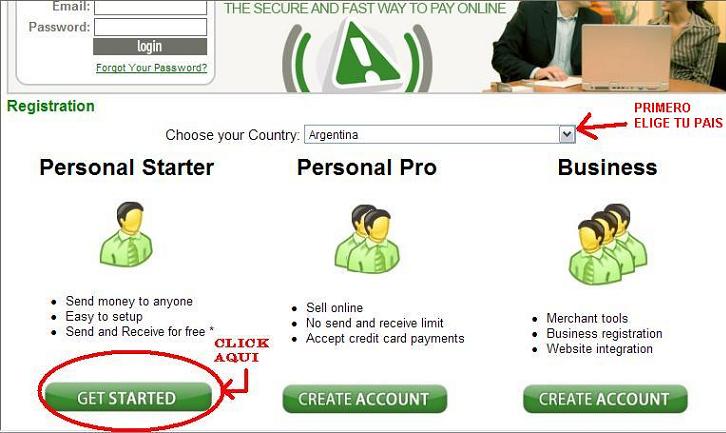 Email:
Password:
login
Forgot Your Password?
THE SECURE AND FAST WAY TO PAY ONLINE
Registration
PRIMERO
ELIGE TU PAIS
Choose your Country: Argentina
Personal Starter
Send money to anyone
Easy to setup
Send and Receive for free *
CLICK
AQUI
GET STARTED
Personal Pro
Sell online
No send and receive limit
Accept credit card payments
CREATE ACCOUNT
Business
Merchant tools
Business registration
Website integration
CREATE ACCOUNT